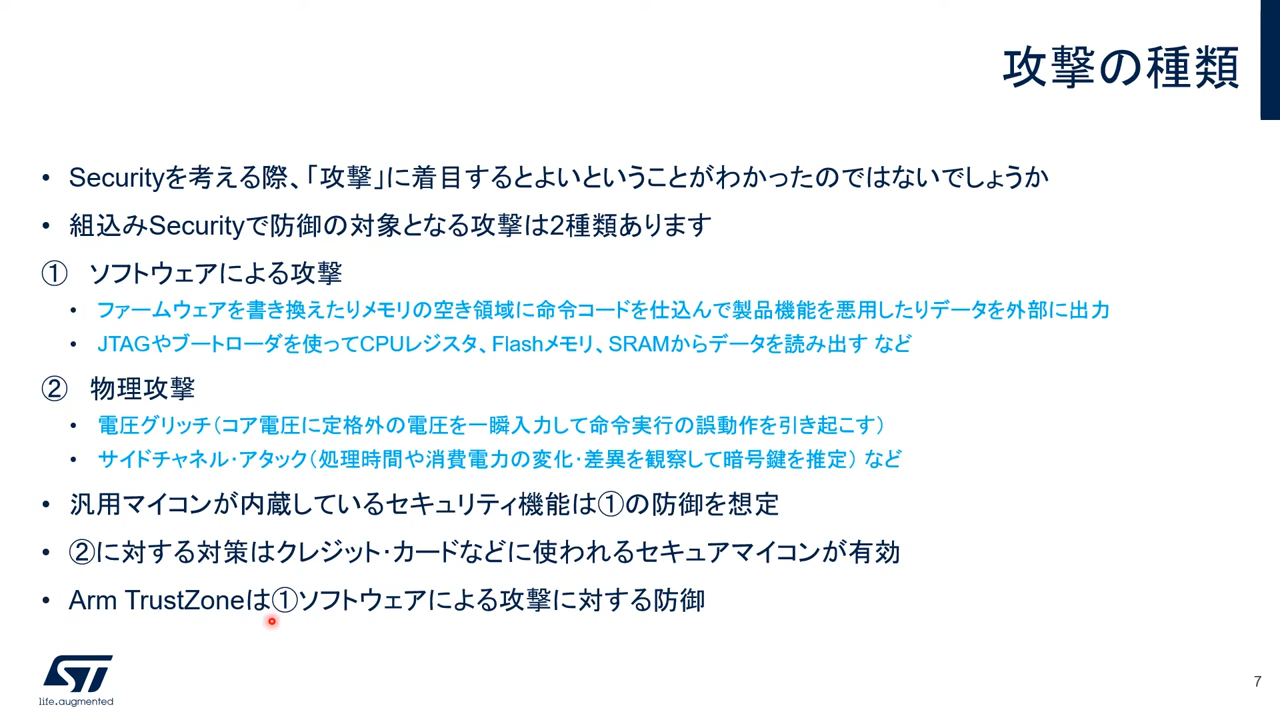 攻撃の種類
• Securityを考える際、「攻撃」に着目するとよいということがわかったのではないでしょうか
• 組込みSecurityで防御の対象となる攻撃は2種類あります
① ソフトウェアによる攻撃
• ファームウェアを書き換えたりメモリの空き領域に命令コードを仕込んで製品機能を悪用したりデータを外部に出力
• JTAGやブートローダを使ってCPUレジスタ、Flashメモリ、SRAMからデータを読み出す など
② 物理攻撃
• 電圧グリッチ（コア電圧に定格外の電圧を一瞬入力して命令実行の誤動作を引き起こす）
• サイドチャネル・アタック（処理時間や消費電力の変化・差異を観察して暗号鍵を推定） など
• 汎用マイコンが内蔵しているセキュリティ機能は①の防御を想定
• ②に対する対策はクレジット・カードなどに使われるセキュアマイコンが有効
• Arm TrustZoneは①ソフトウェアによる攻撃に対する防御
ST
life.augmented
7